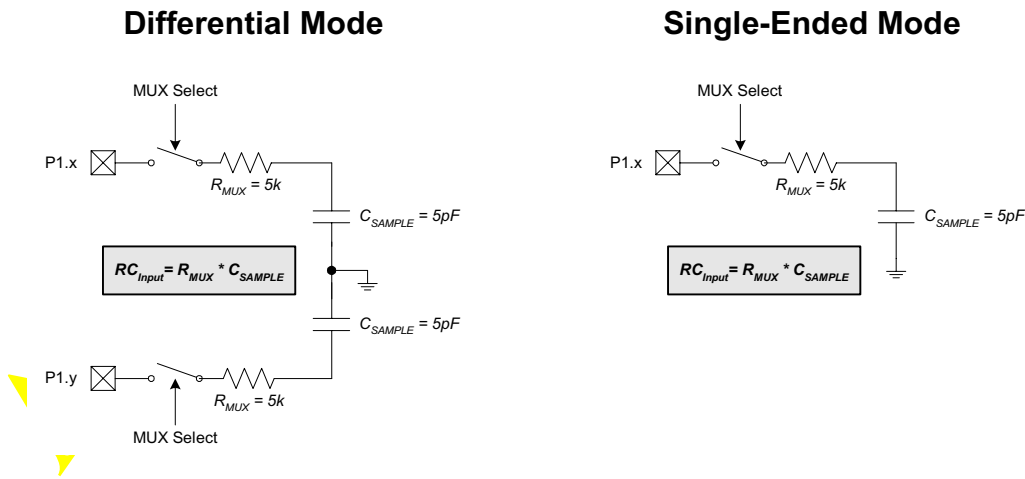 Differential Mode
MUX Select
P1.x
R_MUX = 5k
C_SAMPLE = 5pF
RC_Input = R_MUX * C_SAMPLE
C_SAMPLE = 5pF
P1.y
R_MUX = 5k
MUX Select
Single-Ended Mode
MUX Select
P1.x
R_MUX = 5k
C_SAMPLE = 5pF
RC_Input = R_MUX * C_SAMPLE